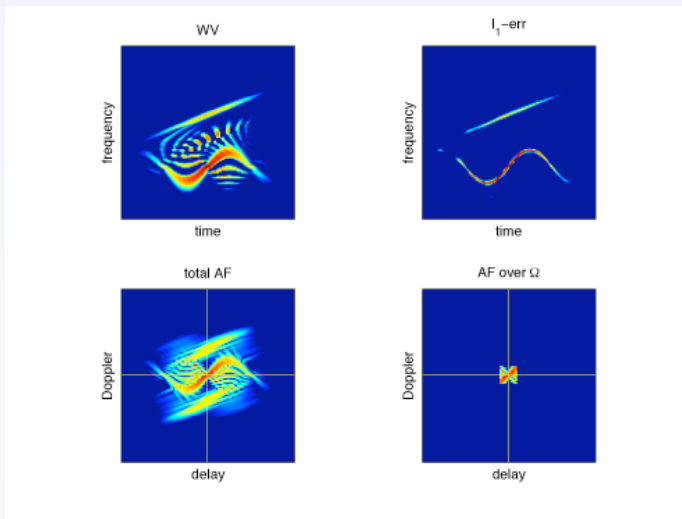 WV
l₁−err
frequency
frequency
time
time
total AF
AF over Ω
Doppler
Doppler
delay
delay